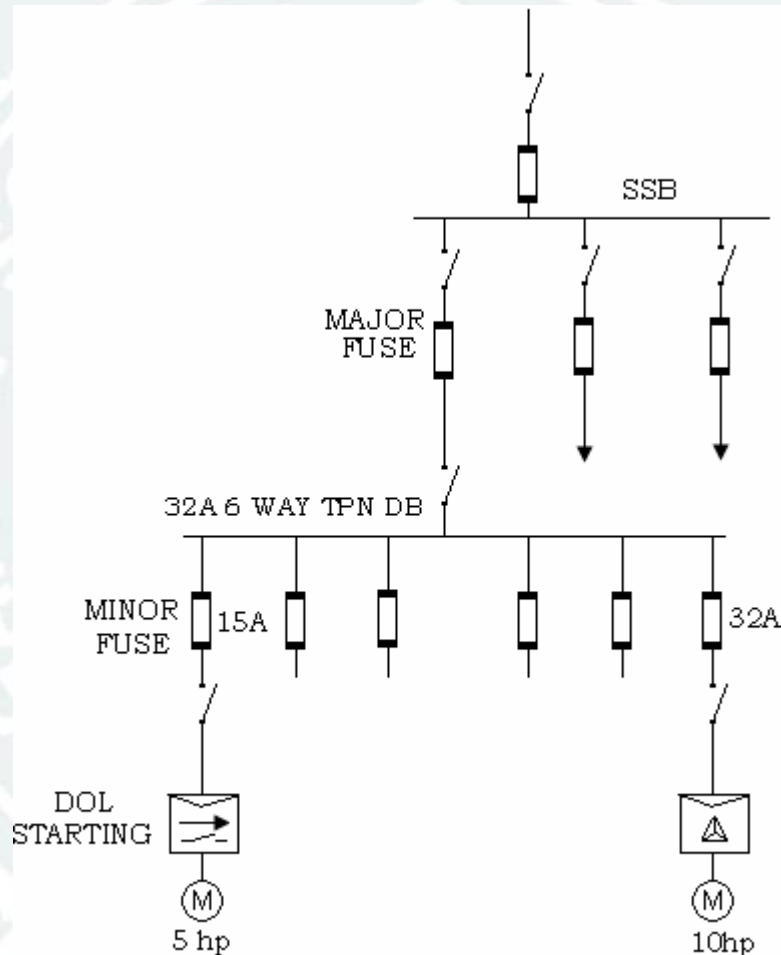 SSB
MAJOR
FUSE
32A 6 WAY TPN DB
MINOR
FUSE
15A
32A
DOL
STARTING
M
5 hp
M
10hp